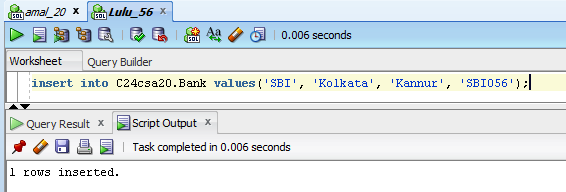 amal_20 x Lulu_56 x
0.006 seconds
Worksheet Query Builder
insert into C24csa20.Bank values('SBI', 'Kolkata', 'Kannur', 'SBI056');
Query Result x Script Output x
Task completed in 0.006 seconds
1 rows inserted.